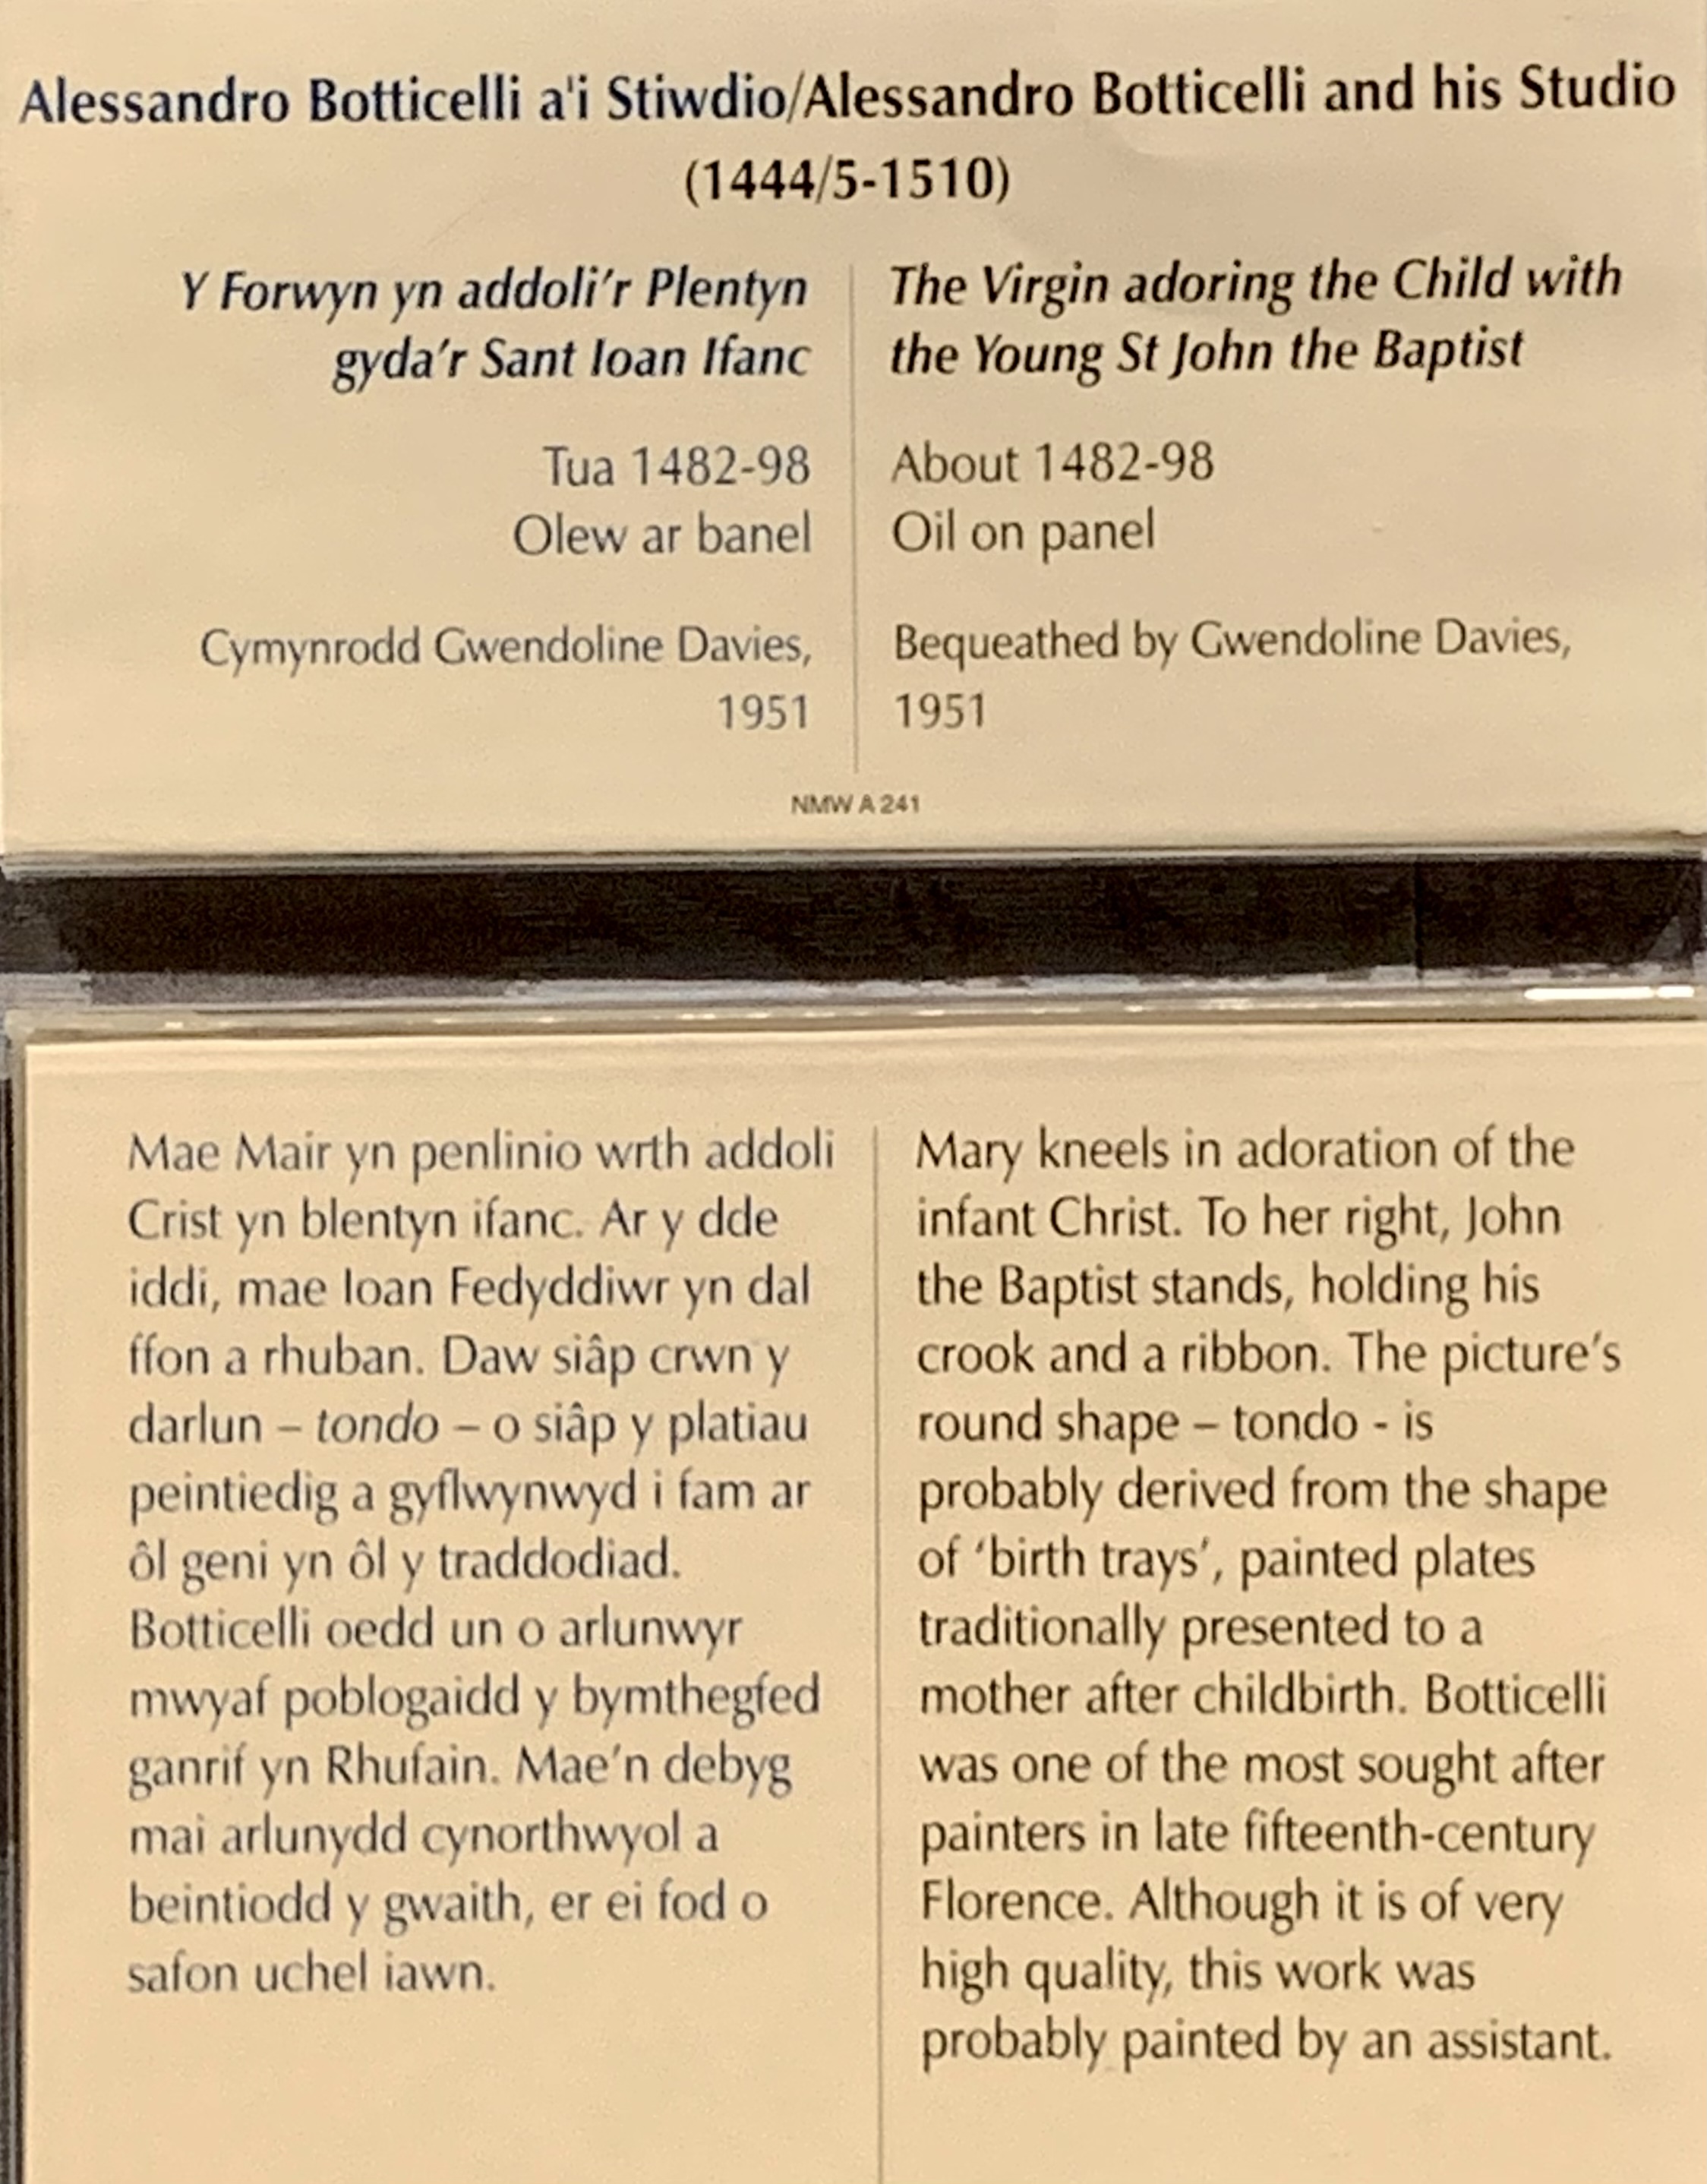 Alessandro Botticelli a'i Stiwdio/Alessandro Botticelli and his Studio
(1444/5-1510)
Y Forwyn yn addoli'r Plentyn
gyda'r Sant Ioan Ifanc
Tua 1482-98
Olew ar banel
Cymynrodd Gwendoline Davies,
1951
The Virgin adoring the Child with
the Young St John the Baptist
About 1482-98
Oil on panel
Bequeathed by Gwendoline Davies,
1951
NMW A 241
Mae Mair yn penlinio wrth addoli
Crist yn blentyn ifanc. Ar y dde
iddi, mae Ioan Fedyddiwr yn dal
ffon a rhuban. Daw siâp crwn y
darlun – tondo – o siâp y platiau
peintiedig a gyflwynwyd i fam ar
ôl geni yn ôl y traddodiad.
Botticelli oedd un o arlunwyr
mwyaf poblogaidd y bymthegfed
ganrif yn Rhufain. Mae'n debyg
mai arlunydd cynorthwyol a
beintiodd y gwaith, er ei fod o
safon uchel iawn.
Mary kneels in adoration of the
infant Christ. To her right, John
the Baptist stands, holding his
crook and a ribbon. The picture's
round shape – tondo - is
probably derived from the shape
of ‘birth trays’, painted plates
traditionally presented to a
mother after childbirth. Botticelli
was one of the most sought after
painters in late fifteenth-century
Florence. Although it is of very
high quality, this work was
probably painted by an assistant.